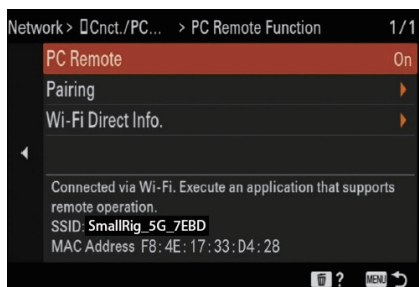 Network > Cnct./PC... > PC Remote Function 1/1
PC Remote On
Pairing
Wi-Fi Direct Info.
Connected via Wi-Fi. Execute an application that supports
remote operation.
SSID: SmallRig_5G_7EBD
MAC Address F8:4E:17:33:D4:28
? MENU